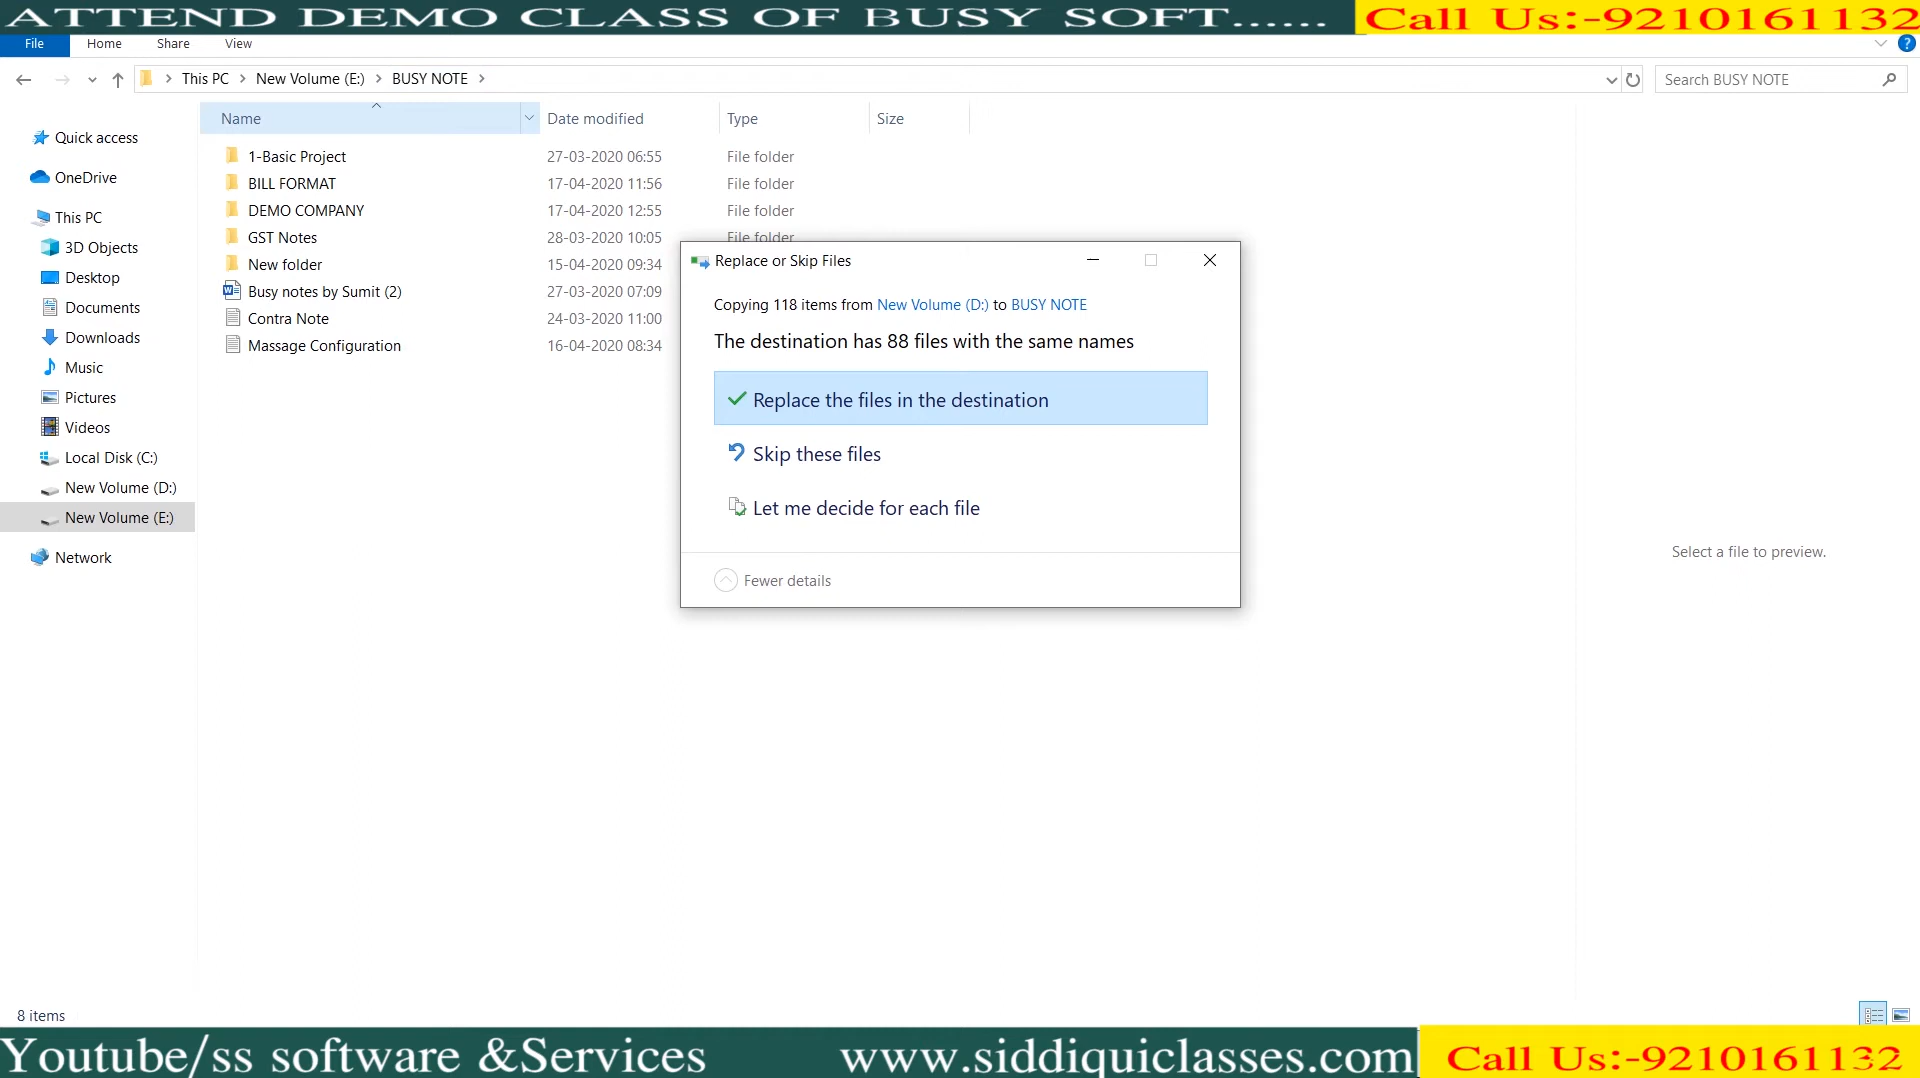 ATTEND DEMO CLASS OF BUSY SOFT......
Call Us:-9210161132
File Home Share View
This PC New Volume (E:) BUSY NOTE
Search BUSY NOTE
Name Date modified Type Size
Quick access
OneDrive
This PC
3D Objects
Desktop
Documents
Downloads
Music
Pictures
Videos
Local Disk (C:)
New Volume (D:)
New Volume (E:)
Network
1-Basic Project 27-03-2020 06:55 File folder
BILL FORMAT 17-04-2020 11:56 File folder
DEMO COMPANY 17-04-2020 12:55 File folder
GST Notes 28-03-2020 10:05 File folder
New folder 15-04-2020 09:34
Busy notes by Sumit (2) 27-03-2020 07:09
Contra Note 24-03-2020 11:00
Massage Configuration 16-04-2020 08:34
Replace or Skip Files
Copying 118 items from New Volume (D:) to BUSY NOTE
The destination has 88 files with the same names
Replace the files in the destination
Skip these files
Let me decide for each file
Fewer details
Select a file to preview.
8 items
Youtube/ss software &Services
www.siddiquiclasses.com
Call Us:-9210161132